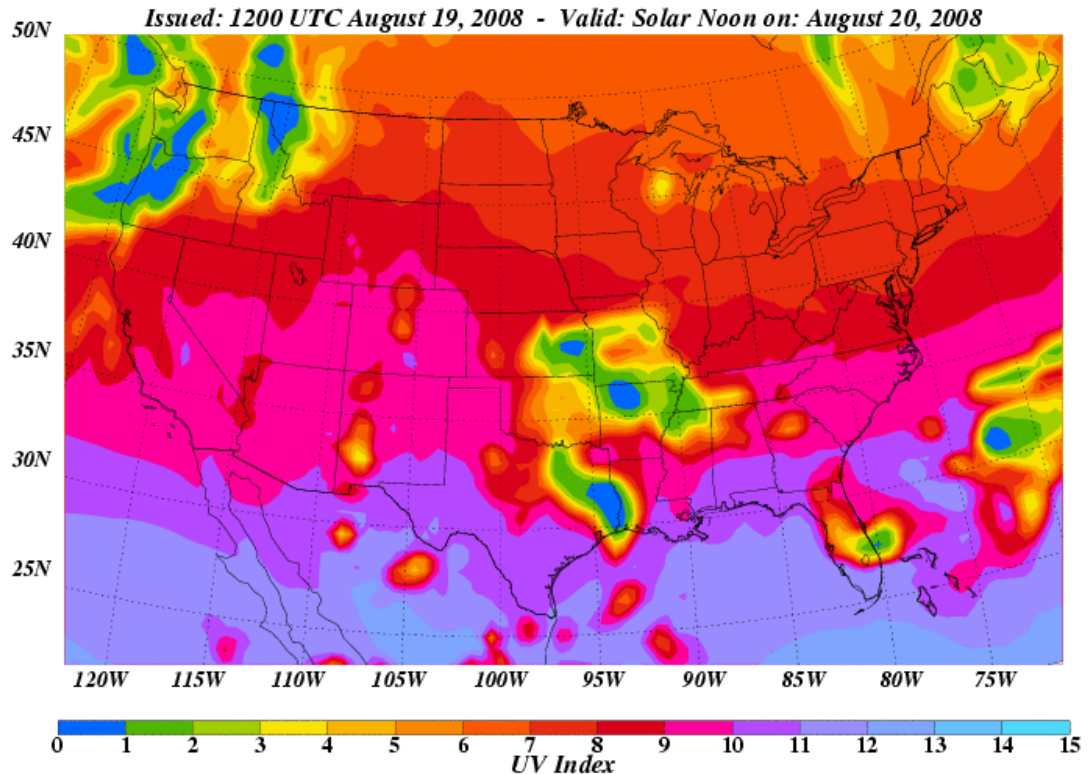 Issued: 1200 UTC August 19, 2008 - Valid: Solar Noon on: August 20, 2008
50N
45N
40N
35N
30N
25N
120W 115W 110W 105W 100W 95W 90W 85W 80W 75W
0 1 2 3 4 5 6 7 8 9 10 11 12 13 14 15
UV Index